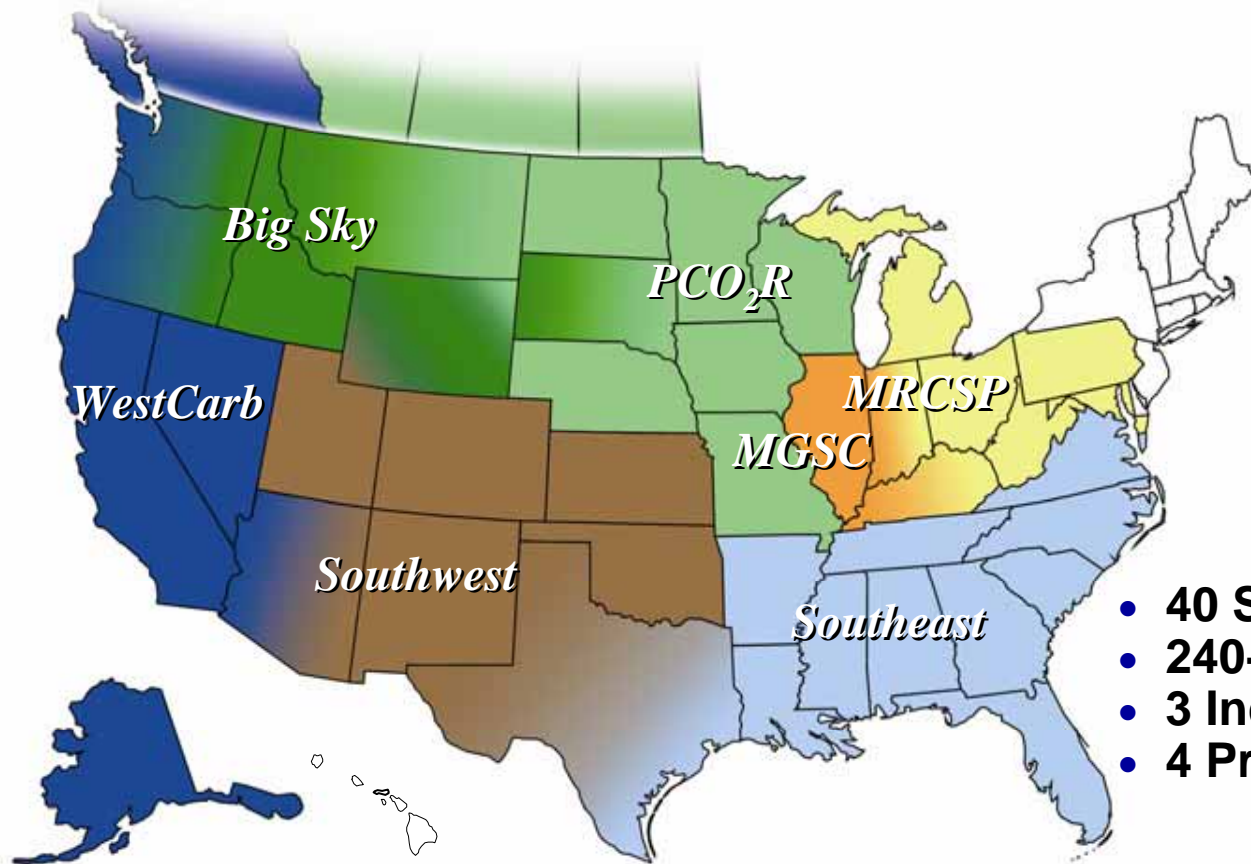 Big Sky
PCO₂R
WestCarb
MRCSP
MGSC
Southwest
Southeast
• 40
• 240
• 3
• 4